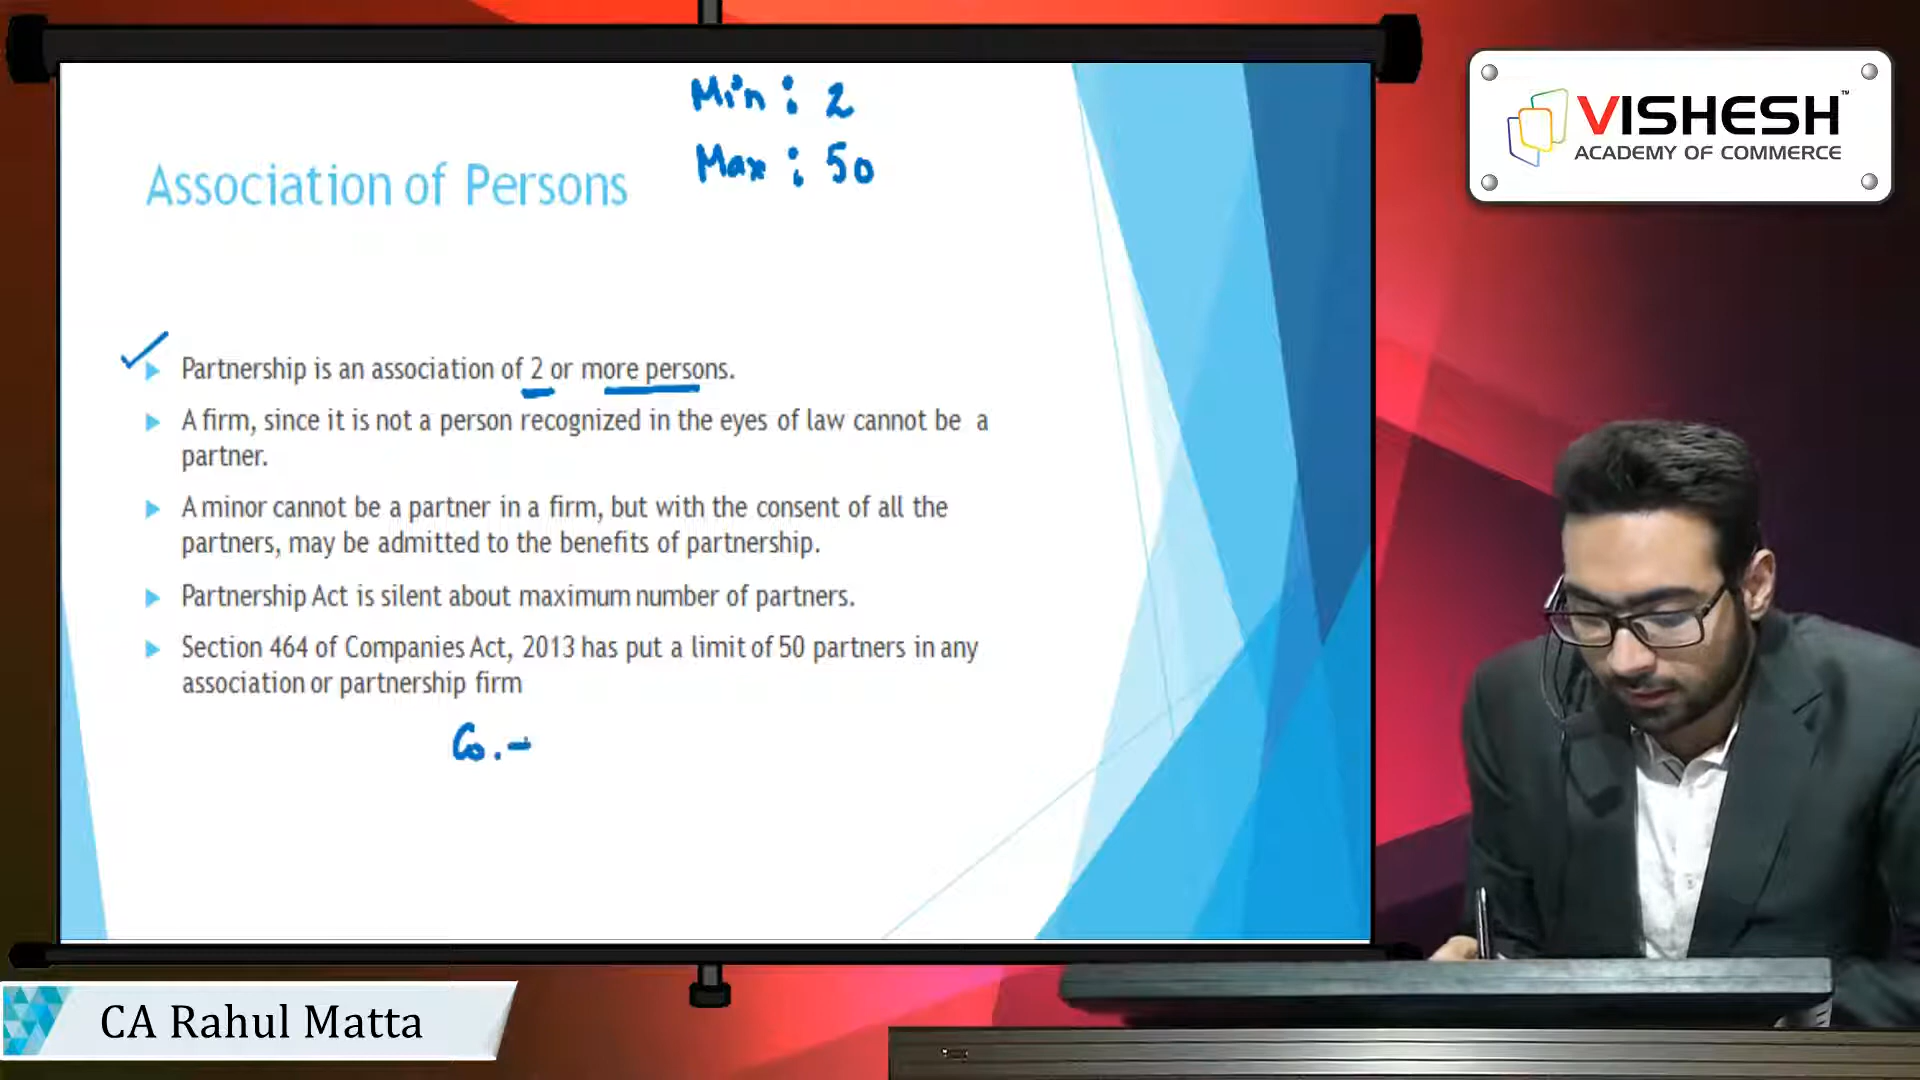 Min : 2
Max : 50
Association of Persons
Partnership is an association of 2 or more persons.
A firm, since it is not a person recognized in the eyes of law cannot be a
partner.
A minor cannot be a partner in a firm, but with the consent of all the
partners, may be admitted to the benefits of partnership.
Partnership Act is silent about maximum number of partners.
Section 464 of Companies Act, 2013 has put a limit of 50 partners in any
association or partnership firm
Co. -
VISHESH™
ACADEMY OF COMMERCE
CA Rahul Matta